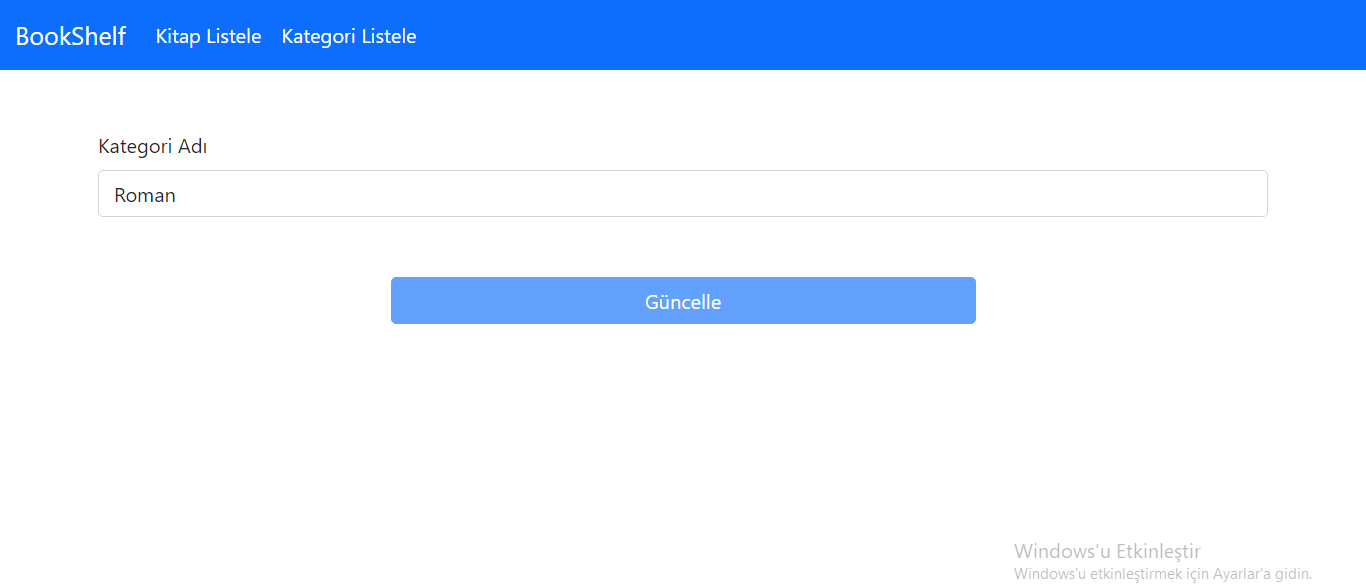 BookShelf Kitap Listele Kategori Listele
Kategori Adı
Roman
Güncelle
Windows'u Etkinleştir
Windows'u etkinleştirmek için Ayarlar'a gidin.